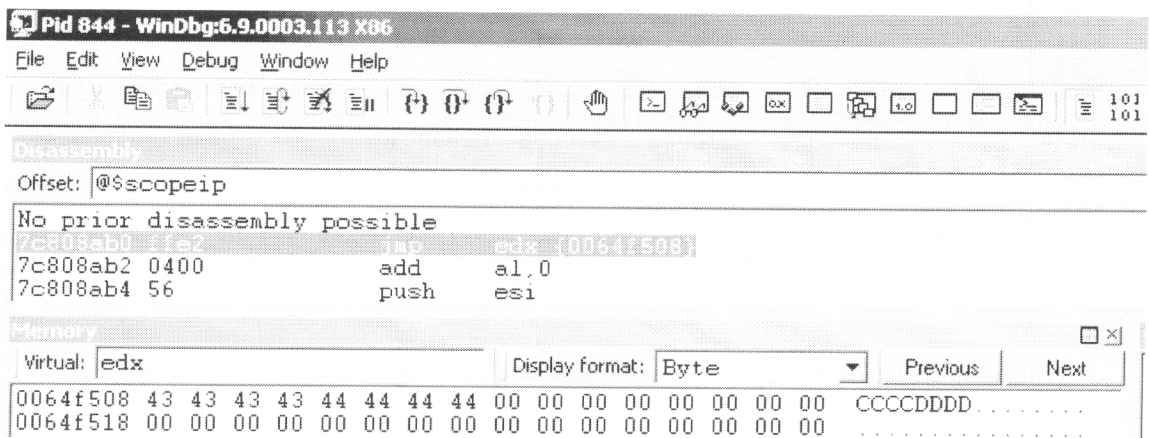 Pid 844 - WinDbg:6.9.0003.113 X86
File Edit View Debug Window Help
101
101
Disassembly
Offset: @$scopeip
No prior disassembly possible
7c808ab0 ffe2 jmp edx {0064f508}
7c808ab2 0400 add al,0
7c808ab4 56 push esi
Memory
Virtual: edx Display format: Byte Previous Next
0064f508 43 43 43 43 44 44 44 44 00 00 00 00 00 00 00 00 CCCCDDDD........
0064f518 00 00 00 00 00 00 00 00 00 00 00 00 00 00 00 00 ................